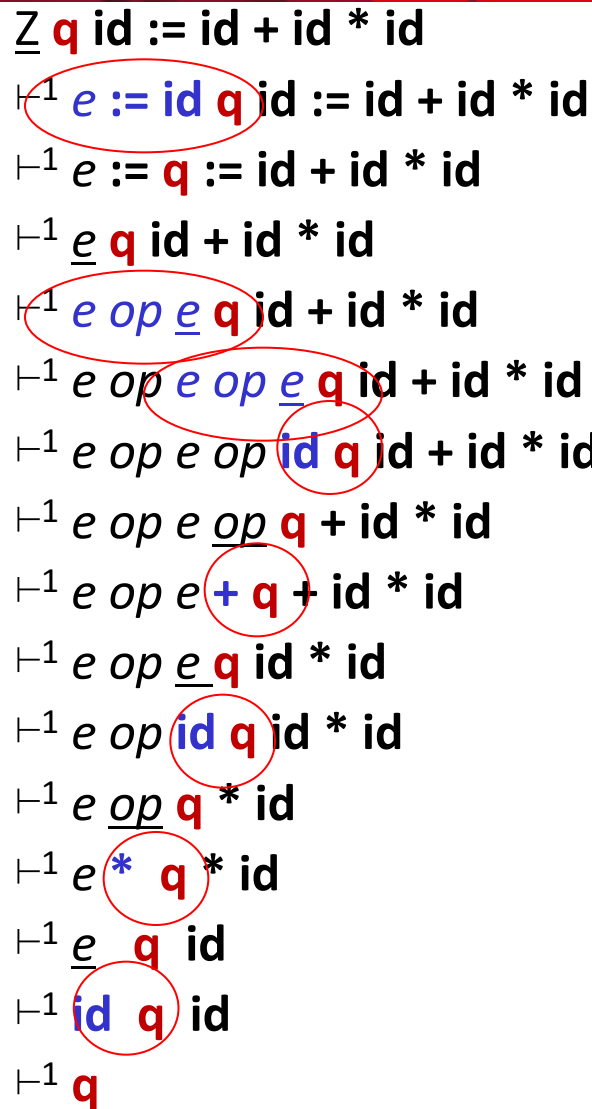 Z q id := id + id * id
⊢¹ e := id q id := id + id * id
⊢¹ e := q := id + id * id
⊢¹ e q id + id * id
⊢¹ e op e q id + id * id
⊢¹ e op e op e q id + id * id
⊢¹ e op e op id q id + id * id
⊢¹ e op e op q + id * id
⊢¹ e op e + q + id * id
⊢¹ e op e q id * id
⊢¹ e op id q id * id
⊢¹ e op q * id
⊢¹ e * q * id
⊢¹ e q id
⊢¹ id q id
⊢¹ q